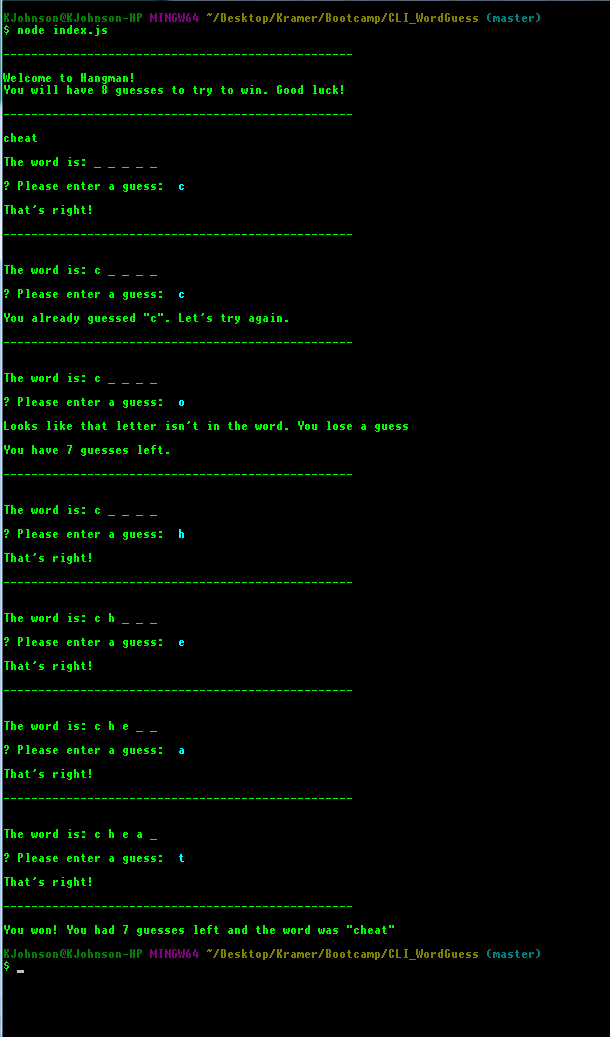 KJohnson@KJohnson-HP MINGW64 ~/Desktop/Kramer/Bootcamp/CLI_WordGuess (master)
$ node index.js
--------------------------------------------------
Welcome to Hangman!
You will have 8 guesses to try to win. Good luck!
--------------------------------------------------
cheat
The word is: _ _ _ _ _
? Please enter a guess:  c
That's right!
--------------------------------------------------
The word is: c _ _ _ _
? Please enter a guess:  c
You already guessed "c". Let's try again.
--------------------------------------------------
The word is: c _ _ _ _
? Please enter a guess:  o
Looks like that letter isn't in the word. You lose a guess
You have 7 guesses left.
--------------------------------------------------
The word is: c _ _ _ _
? Please enter a guess:  h
That's right!
--------------------------------------------------
The word is: c h _ _ _
? Please enter a guess:  e
That's right!
--------------------------------------------------
The word is: c h e _ _
? Please enter a guess:  a
That's right!
--------------------------------------------------
The word is: c h e a _
? Please enter a guess:  t
That's right!
--------------------------------------------------
You won! You had 7 guesses left and the word was "cheat"
KJohnson@KJohnson-HP MINGW64 ~/Desktop/Kramer/Bootcamp/CLI_WordGuess (master)
$